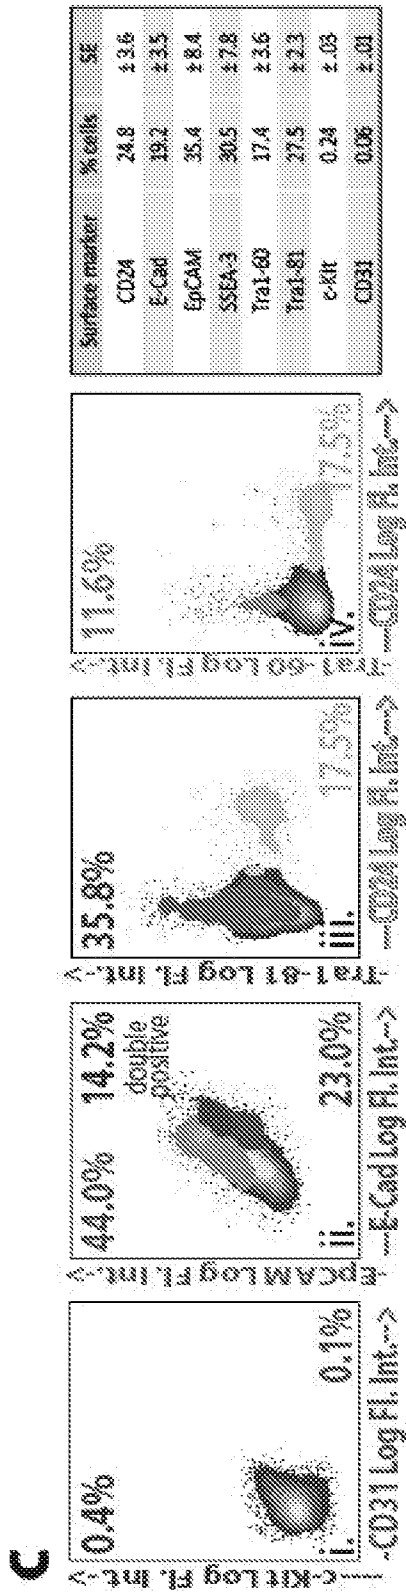 C
c-Kit Log Fl. Int.->
0.4%
0.1%
i.
--CD31 Log Fl. Int.-->
EpCAM Log Fl. Int.->
44.0%
14.2%
double
positive
23.0%
ii.
---E-Cad Log Fl. Int.-->
Tra1-81 Log Fl. Int.->
35.8%
17.5%
iii.
---CD24 Log Fl. Int.-->
Tra1-60 Log Fl. Int.->
11.6%
17.5%
iv.
---CD24 Log Fl. Int.-->
Surface marker % cells SE
CD24 24.8 ± 3.6
E-Cad 19.2 ± 3.5
EpCAM 35.4 ± 8.4
SSEA-3 30.5 ± 7.8
Tra1-60 17.4 ± 3.6
Tra1-81 27.5 ± 2.3
c-Kit 0.24 ± .03
CD31 0.06 ± .01